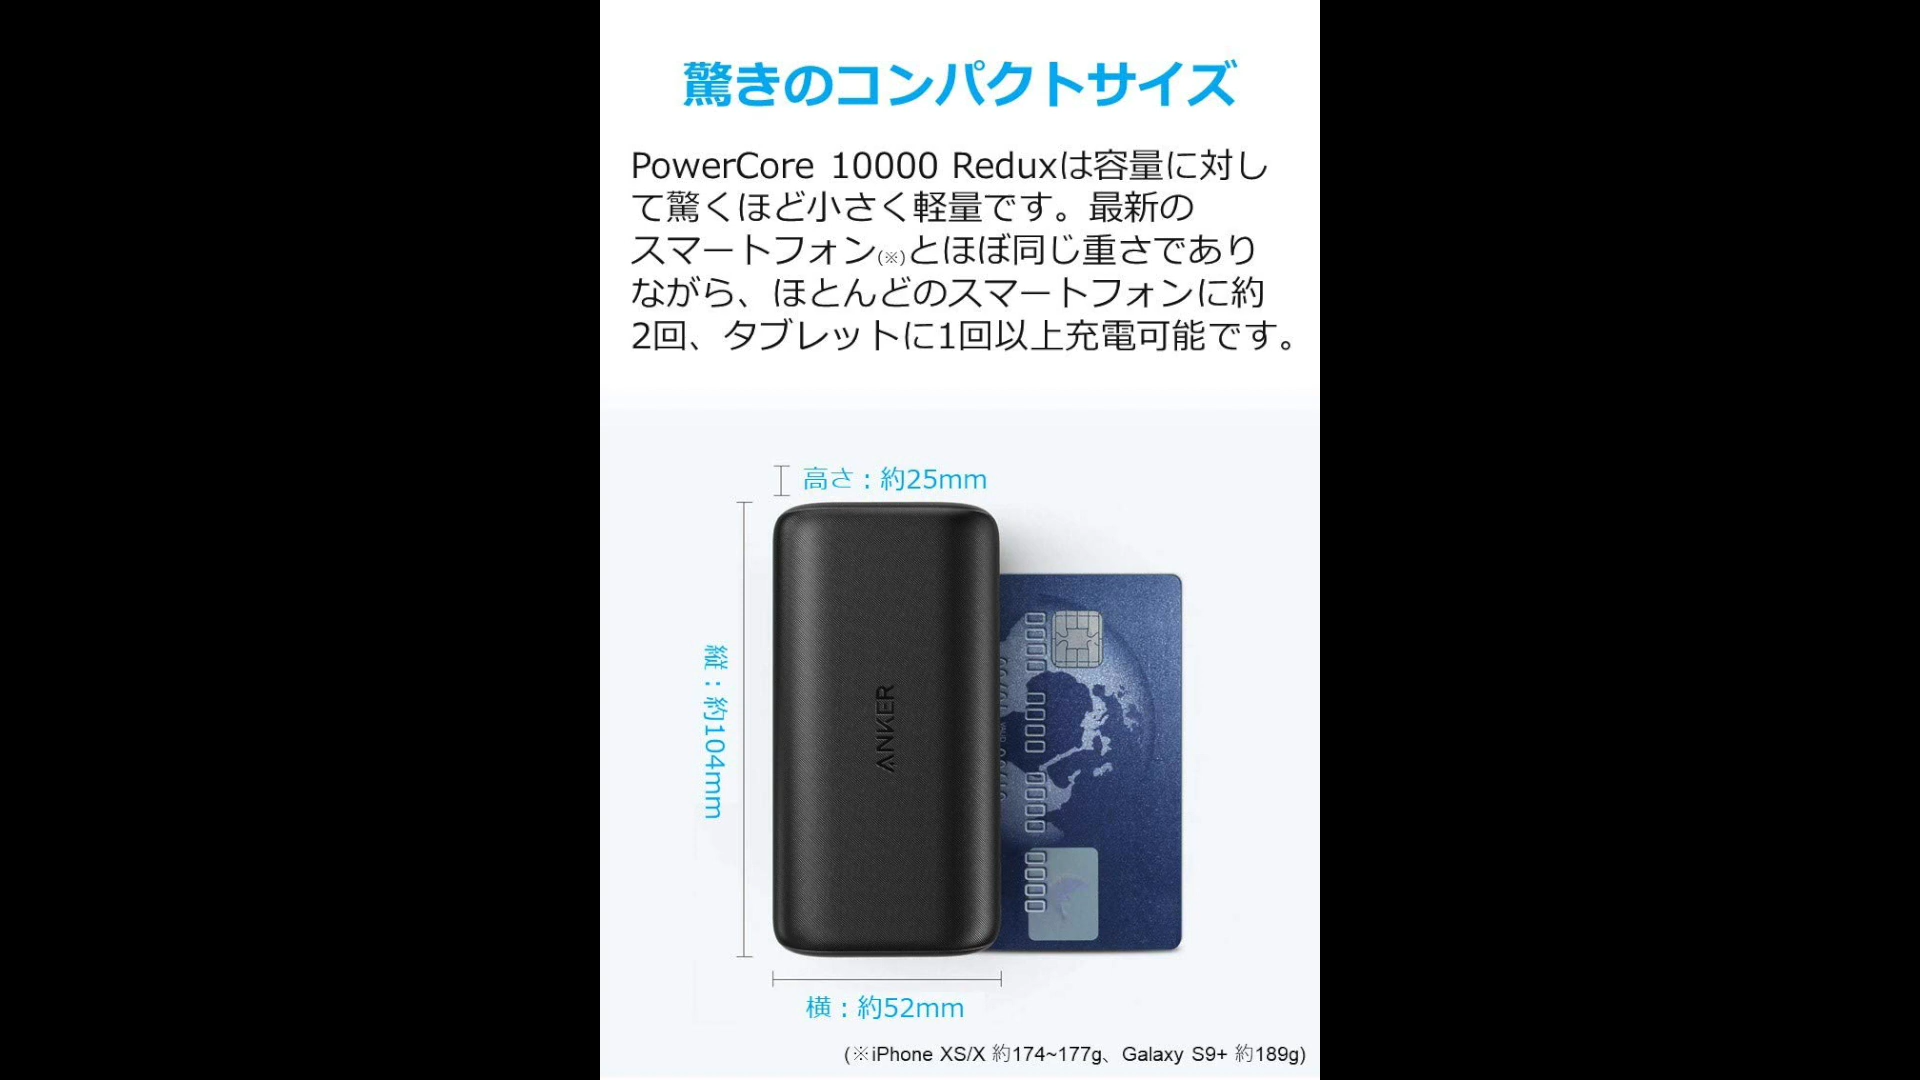 驚きのコンパクトサイズ
PowerCore 10000 Reduxは容量に対し
て驚くほど小さく軽量です。最新の
スマートフォン(※)とほぼ同じ重さであり
ながら、ほとんどのスマートフォンに約
2回、タブレットに1回以上充電可能です。
高さ：約25mm
縦：約104mm
ANKER
0000 0000 0000 0000
横：約52mm
(※iPhone XS/X 約174~177g、Galaxy S9+ 約189g)